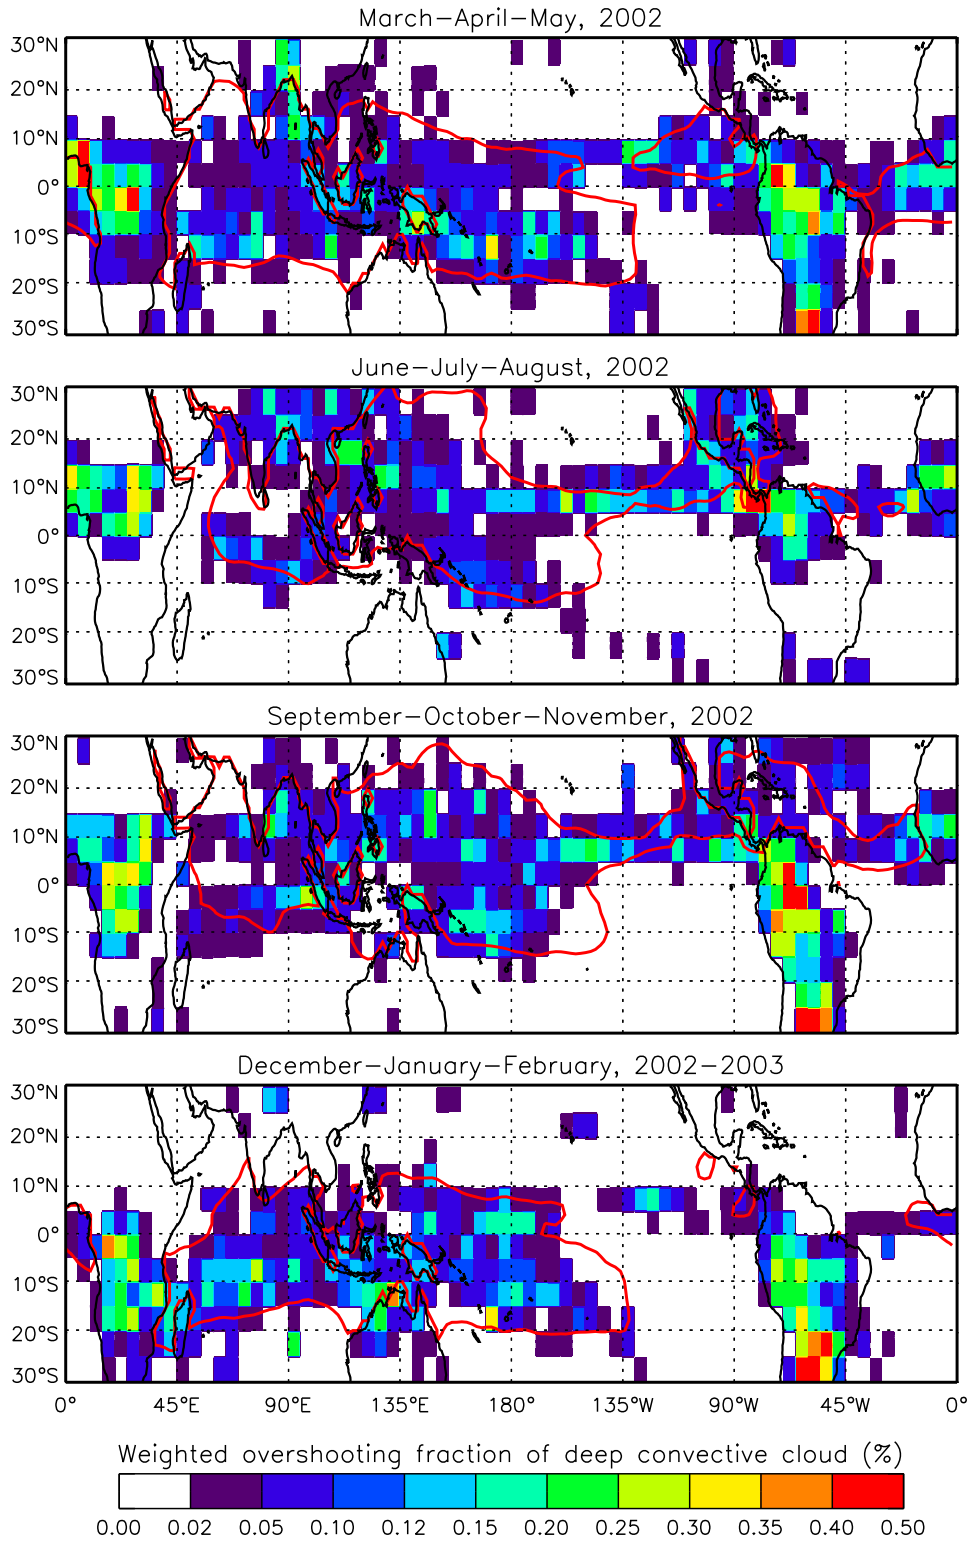 March-April-May, 2002
30°N
20°N
10°N
0°
10°S
20°S
30°S
June-July-August, 2002
30°N
20°N
10°N
0°
10°S
20°S
30°S
September-October-November, 2002
30°N
20°N
10°N
0°
10°S
20°S
30°S
December-January-February, 2002-2003
30°N
20°N
10°N
0°
10°S
20°S
30°S
0° 45°E 90°E 135°E 180° 135°W 90°W 45°W 0°
Weighted overshooting fraction of deep convective cloud (%)
0.00 0.02 0.05 0.10 0.12 0.15 0.20 0.25 0.30 0.35 0.40 0.50